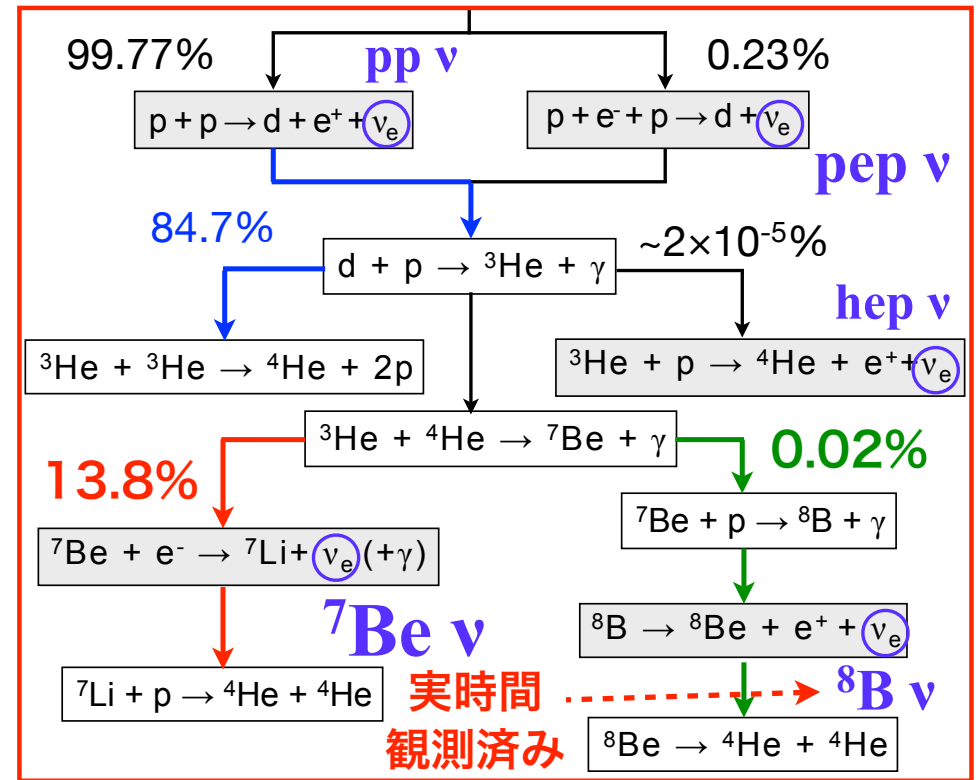 99.77%
pp ν
0.23%
p + p → d + e⁺ + νₑ
p + e⁻ + p → d + νₑ
pep ν
84.7%
~2×10⁻⁵%
d + p → ³He + γ
hep ν
³He + ³He → ⁴He + 2p
³He + p → ⁴He + e⁺+νₑ
³He + ⁴He → ⁷Be + γ
13.8%
0.02%
⁷Be + p → ⁸B + γ
⁷Be + e⁻ → ⁷Li+ νₑ (+γ)
⁷Be ν
⁸B → ⁸Be + e⁺ + νₑ
⁷Li + p → ⁴He + ⁴He
実時間
観測済み
⁸B ν
⁸Be → ⁴He + ⁴He